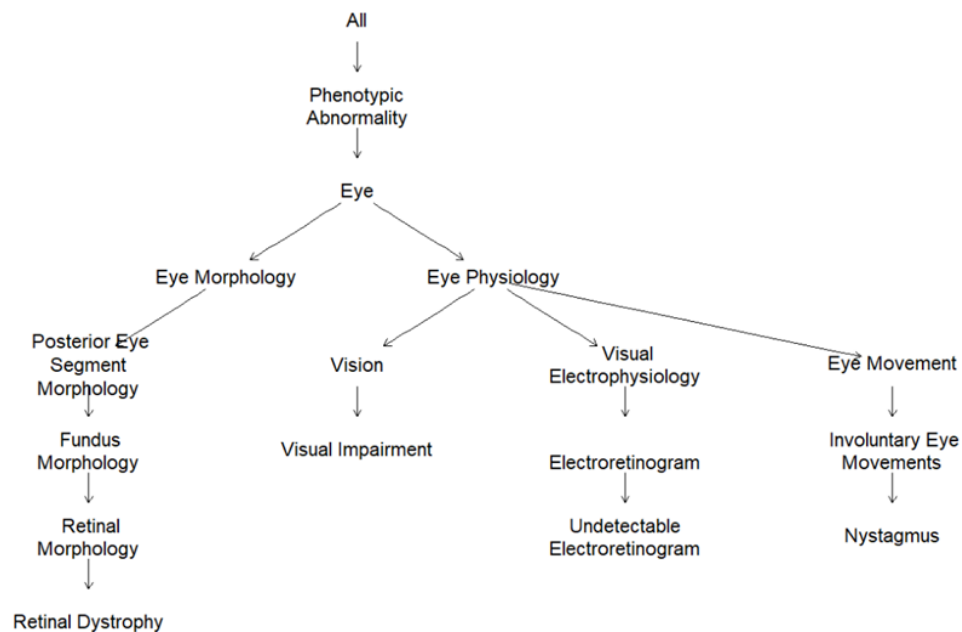 All
Phenotypic
Abnormality
Eye
Eye Morphology
Eye Physiology
Posterior Eye
Segment
Morphology
Vision
Visual
Electrophysiology
Eye Movement
Fundus
Morphology
Visual Impairment
Electroretinogram
Involuntary Eye
Movements
Retinal
Morphology
Undetectable
Electroretinogram
Nystagmus
Retinal Dystrophy